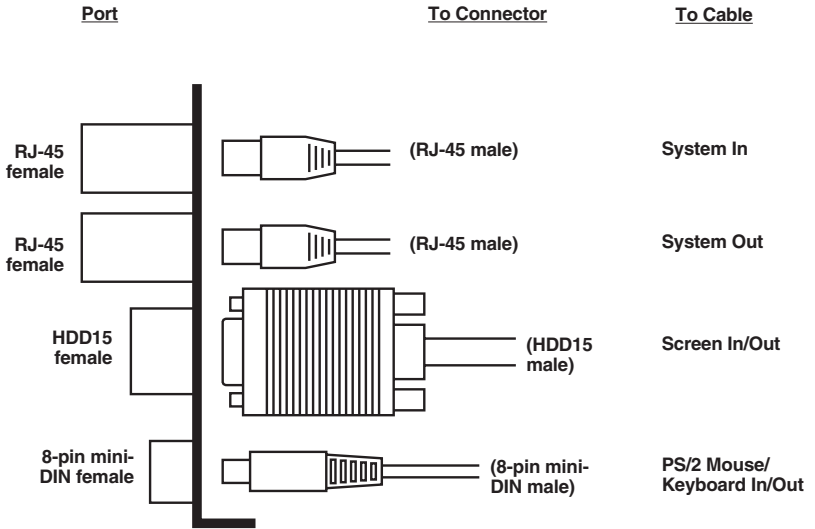 Port To Connector To Cable
RJ-45
female
(RJ-45 male) System In
RJ-45
female
(RJ-45 male) System Out
HDD15
female
(HDD15
male)
Screen In/Out
8-pin mini-
DIN female
(8-pin mini-
DIN male)
PS/2 Mouse/
Keyboard In/Out